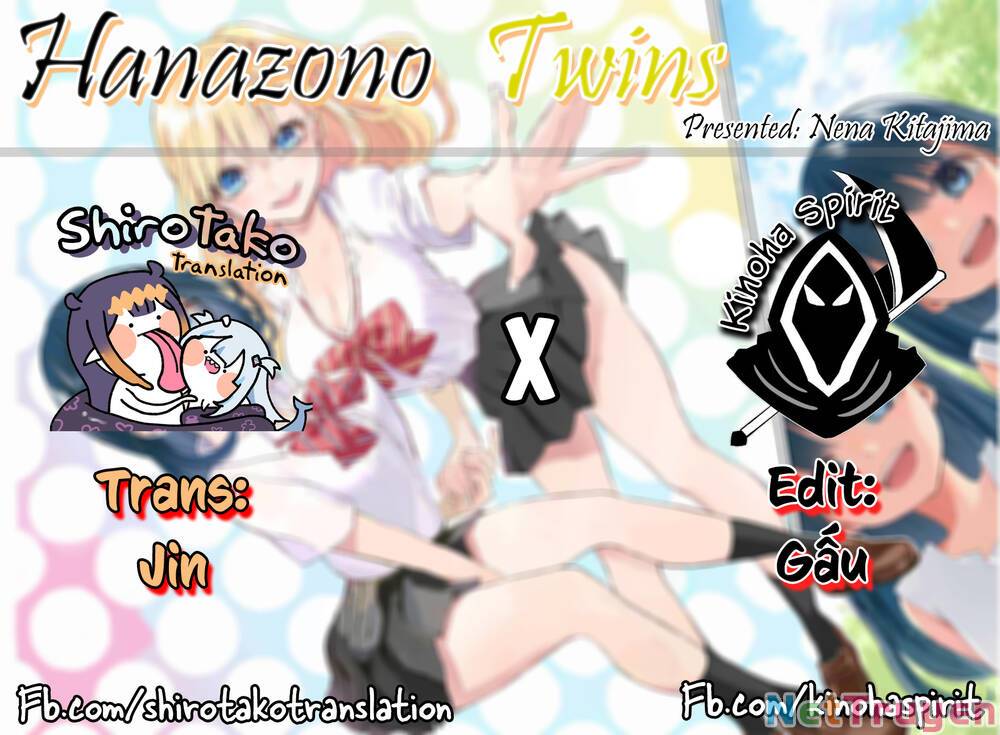 Hanazono Twins
Presented: Nena Kitajima
ShiroTako
Translation
Kinoha Spirit
X
Trans:
Jin
Edit:
Gấu
Fb.com/shirotakotranslation
Fb.com/kinohaspirit
NetTruyen